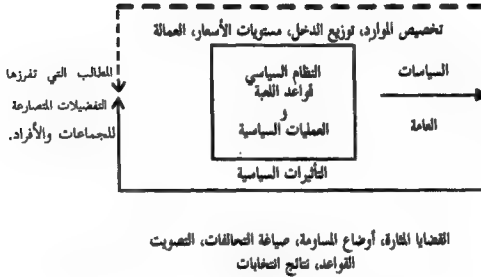 تخصيص الموارد، توزيع الدخل، مستويات الأسعار، العمالة
النظام السياسي
قواعد اللعبة
و
العمليات السياسية
السياسات
العامة
المطالب التي تفرزها
التفضيلات المتصارعة
للجماعات والأفراد.
التأثيرات السياسية
القضايا المثارة، أوضاع المساومة، صياغة التحالفات، التصويت
القواعد، نتائج انتخابات